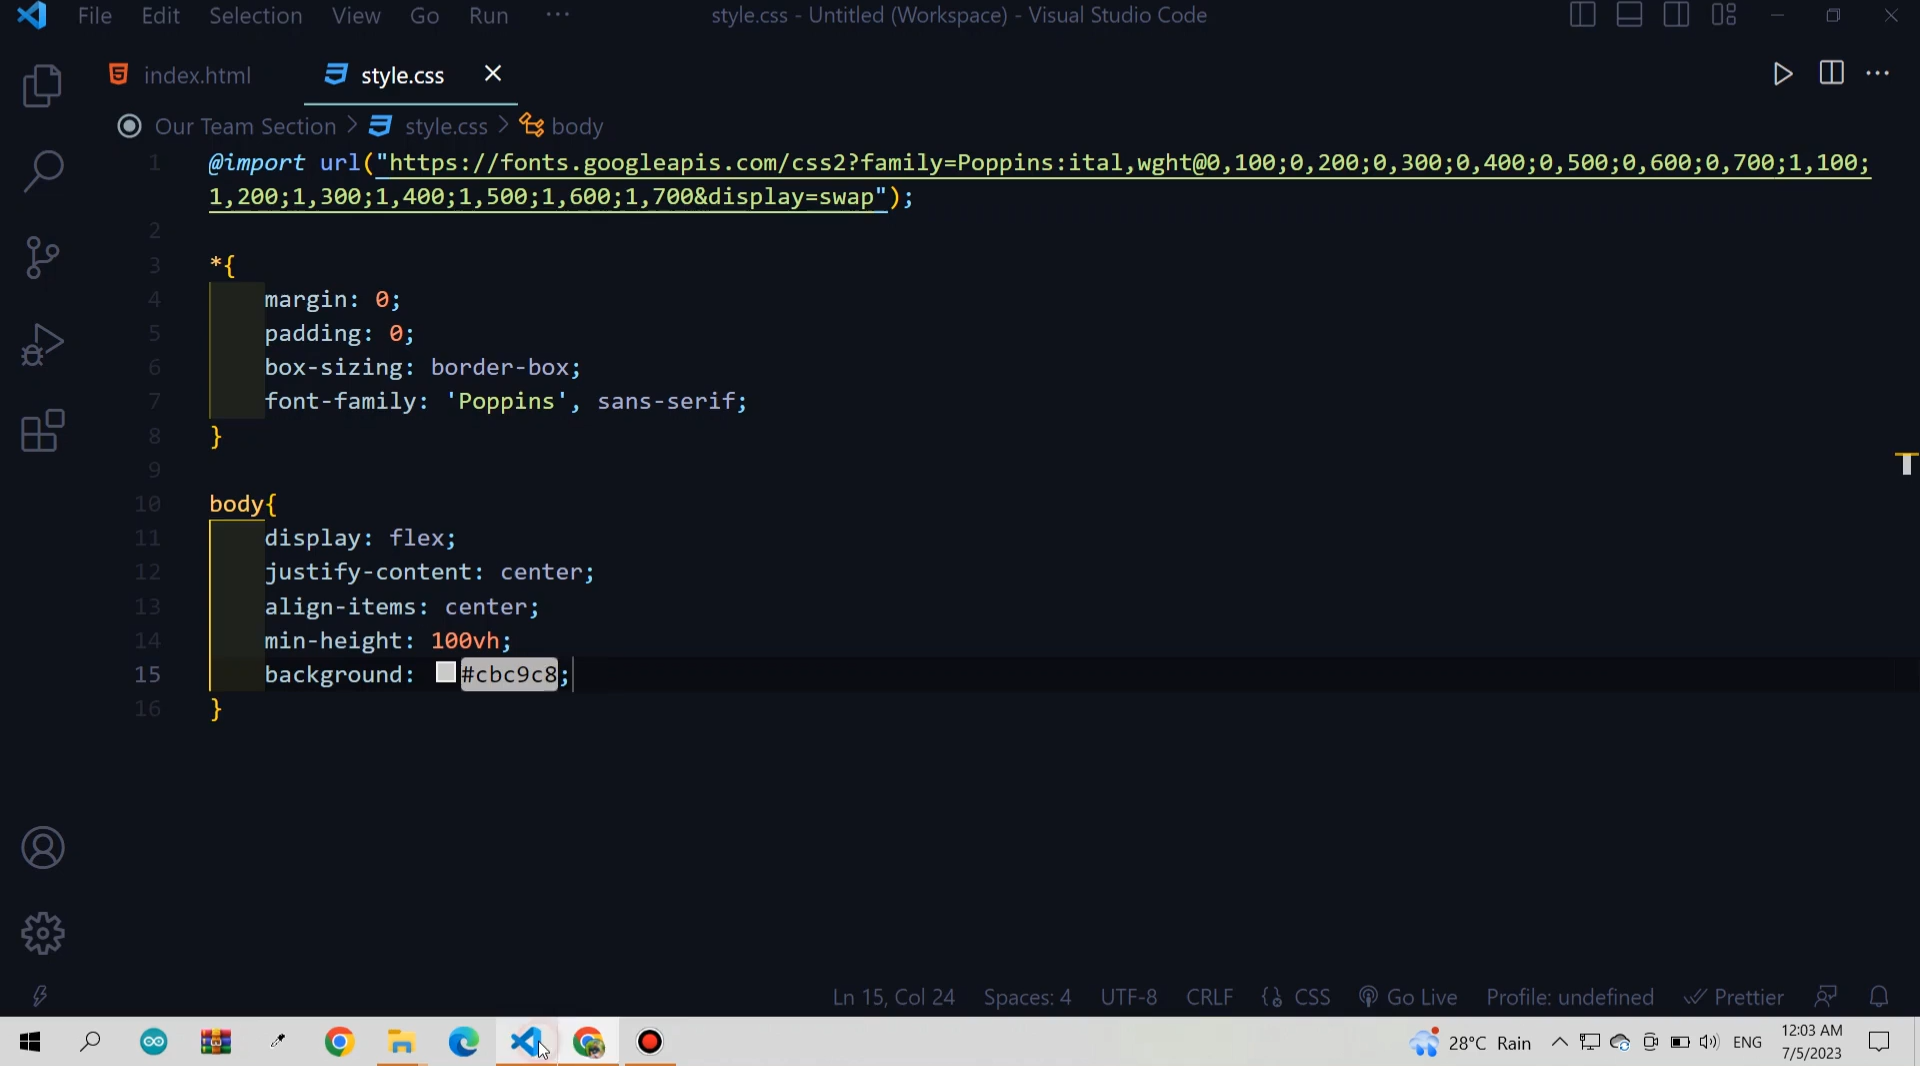 File Edit Selection View Go Run ··· style.css - Untitled (Workspace) - Visual Studio Code
index.html style.css
Our Team Section > style.css > body
1 @import url("https://fonts.googleapis.com/css2?family=Poppins:ital,wght@0,100;0,200;0,300;0,400;0,500;0,600;0,700;1,100;
1,200;1,300;1,400;1,500;1,600;1,700&display=swap");
2
3 *{
4 margin: 0;
5 padding: 0;
6 box-sizing: border-box;
7 font-family: 'Poppins', sans-serif;
8 }
9
10 body{
11 display: flex;
12 justify-content: center;
13 align-items: center;
14 min-height: 100vh;
15 background: #cbc9c8;
16 }
Ln 15, Col 24 Spaces: 4 UTF-8 CRLF CSS Go Live Profile: undefined Prettier
28°C Rain ENG 12:03 AM
7/5/2023